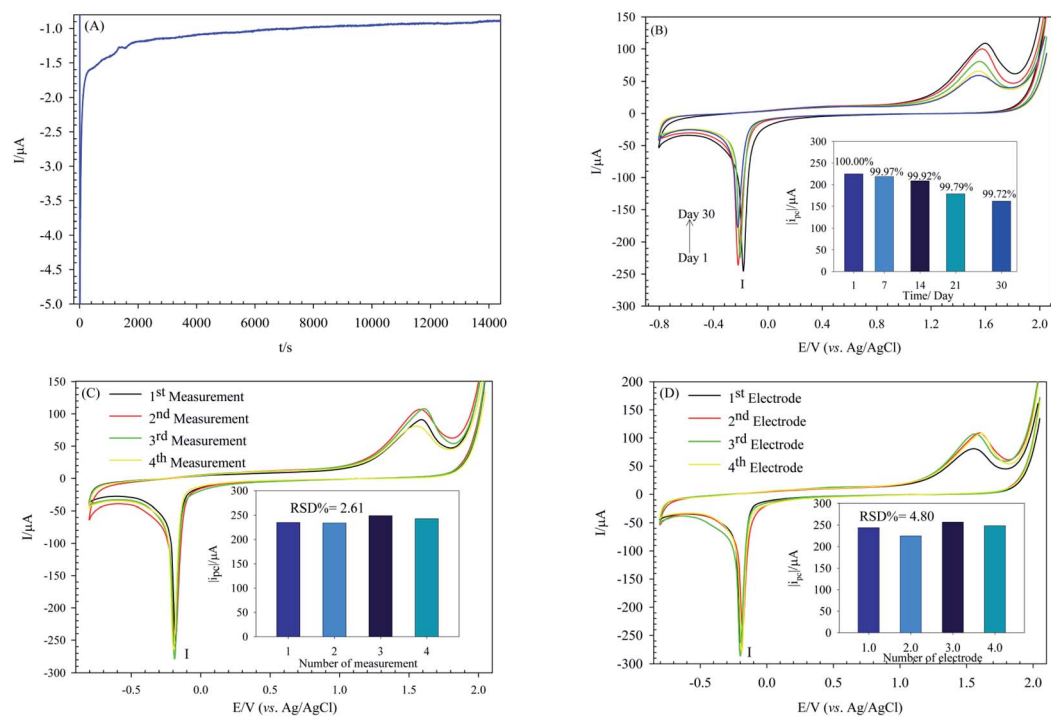 (A)
I/μA
-1.0
-1.5
-2.0
-2.5
-3.0
-3.5
-4.0
-4.5
-5.0
0 2000 4000 6000 8000 10000 12000 14000
t/s
(B)
I/μA
150
100
50
0
-50
-100
-150
-200
-250
-300
-0.8 -0.4 0.0 0.4 0.8 1.2 1.6 2.0
E/V (vs. Ag/AgCl)
Day 30
Day 1
I
|ipc|/μA
250
200
150
100
50
0
100.00% 99.97% 99.92% 99.79% 99.72%
1 7 14 21 30
Time/ Day
(C)
1st Measurement
2nd Measurement
3rd Measurement
4th Measurement
I/μA
150
100
50
0
-50
-100
-150
-200
-250
-300
0.0 0.5 1.0 1.5 2.0
E/V (vs. Ag/AgCl)
I
RSD%= 2.61
|ipc|/μA
300
250
200
150
100
50
0
1 2 3 4
Number of measurement
(D)
1st Electrode
2nd Electrode
3rd Electrode
4th Electrode
I/μA
200
150
100
50
0
-50
-100
-150
-200
-250
-300
0.0 0.5 1.0 1.5 2.0
E/V (vs. Ag/AgCl)
I
RSD%= 4.80
|ipc|/μA
300
250
200
150
100
50
0
1.0 2.0 3.0 4.0
Number of electrode